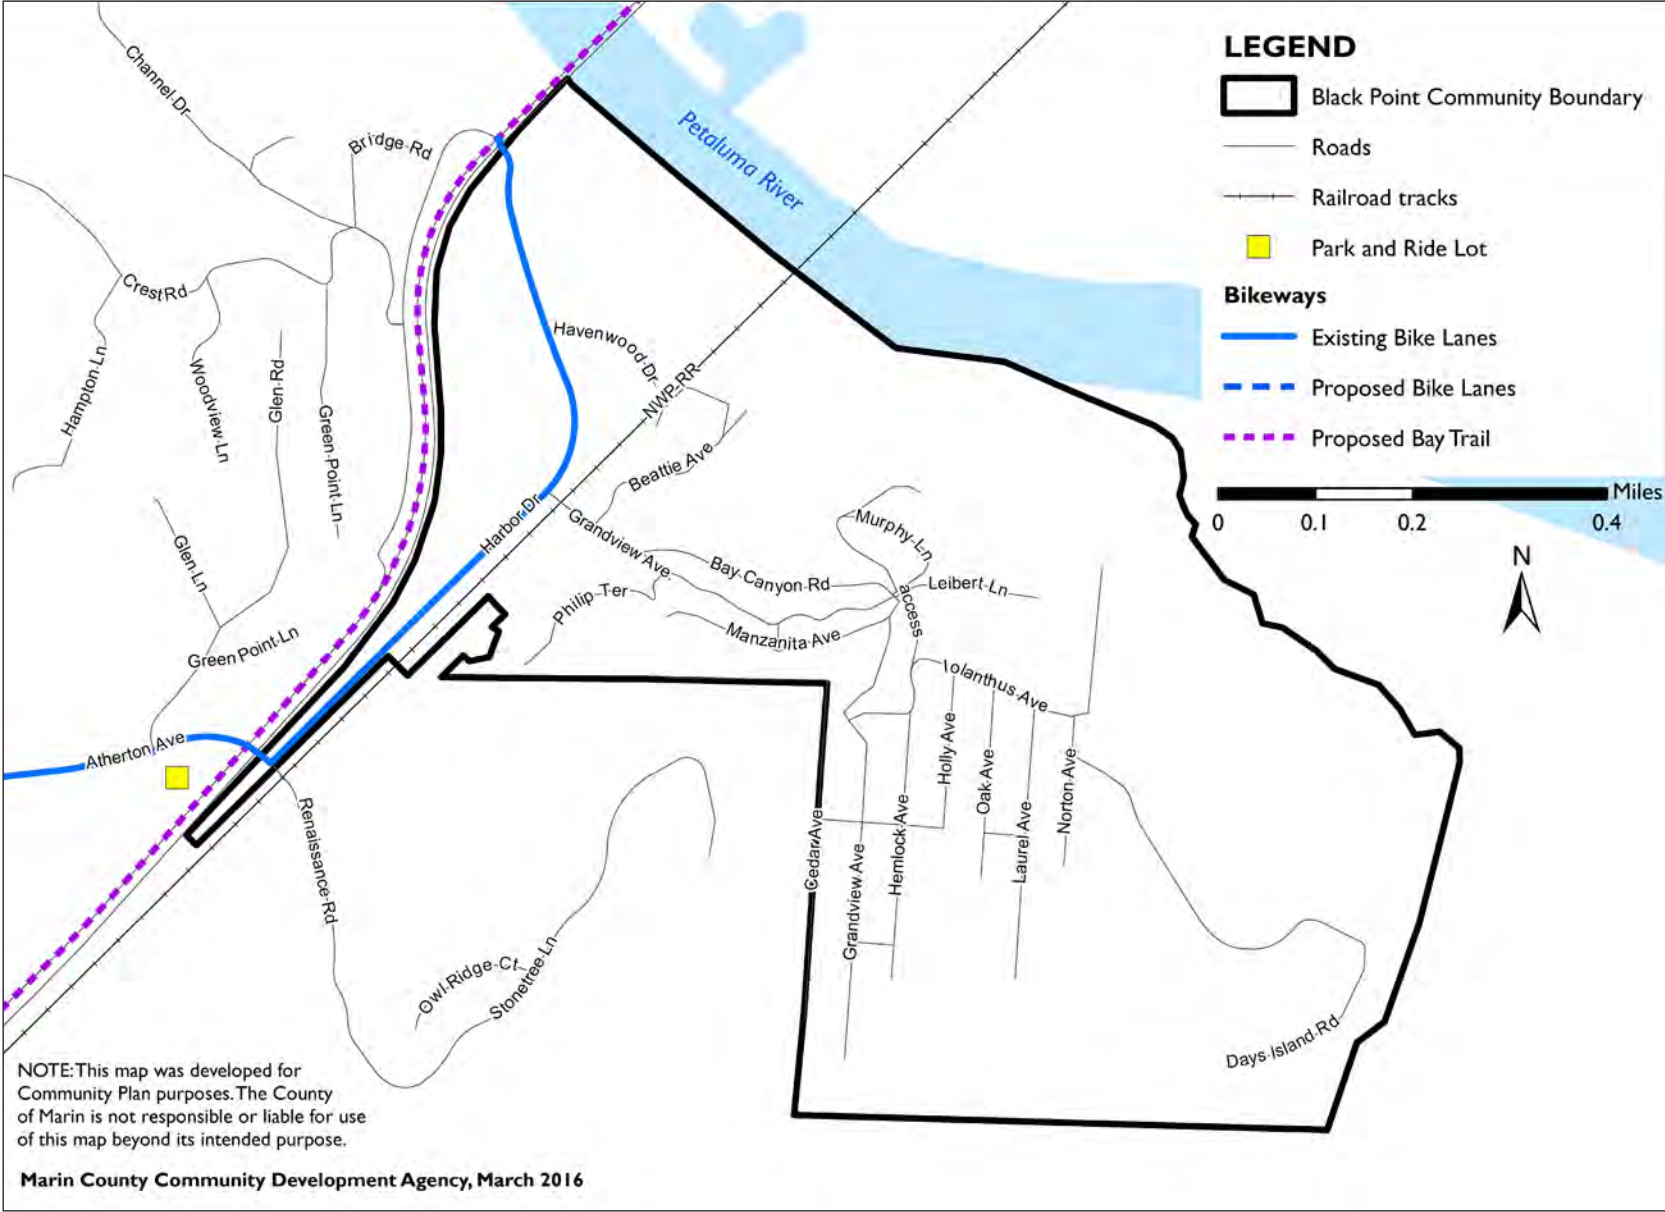 LEGEND
Black Point Community Boundary
Roads
Railroad tracks
Park and Ride Lot
Bikeways
Existing Bike Lanes
Proposed Bike Lanes
Proposed Bay Trail
Miles
0 0.1 0.2 0.4
N
Channel Dr
Bridge Rd
Petaluma River
Crest Rd
Hampton Ln
Woodview Ln
Glen Rd
Green Point Ln
Havenwood Dr
NWP RR
Beattie Ave
Harbor Dr
Grandview Ave
Murphy Ln
Bay Canyon Rd
Leibert Ln
access
Philip Ter
Manzanita Ave
Glen Ln
Green Point Ln
Iolanthus Ave
Atherton Ave
Holly Ave
Oak Ave
Norton Ave
Renaissance Rd
Cedar Ave
Grandview Ave
Hemlock Ave
Laurel Ave
Owl Ridge Ct
Stonetree Ln
Days Island Rd
NOTE: This map was developed for
Community Plan purposes. The County
of Marin is not responsible or liable for use
of this map beyond its intended purpose.
Marin County Community Development Agency, March 2016